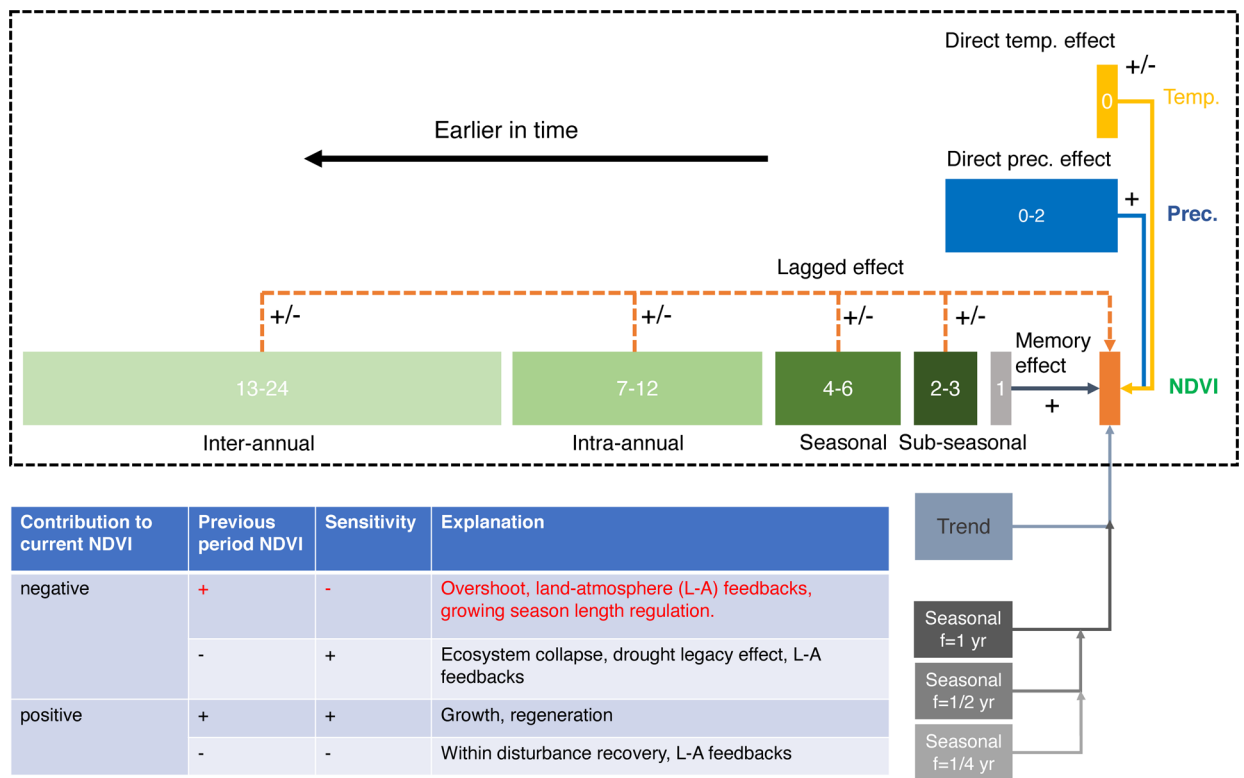 Direct temp. effect
+/-
0
Temp.
Earlier in time
Direct prec. effect
+
0-2
Prec.
Lagged effect
+/-
+/-
+/-
+/-
Memory
effect
13-24
7-12
4-6
2-3
1
+
NDVI
Inter-annual
Intra-annual
Seasonal
Sub-seasonal
Contribution to
current NDVI
Previous
period NDVI
Sensitivity
Explanation
negative
+
-
Overshoot, land-atmosphere (L-A) feedbacks,
growing season length regulation.
-
+
Ecosystem collapse, drought legacy effect, L-A
feedbacks
positive
+
+
Growth, regeneration
-
-
Within disturbance recovery, L-A feedbacks
Trend
Seasonal
f=1 yr
Seasonal
f=1/2 yr
Seasonal
f=1/4 yr